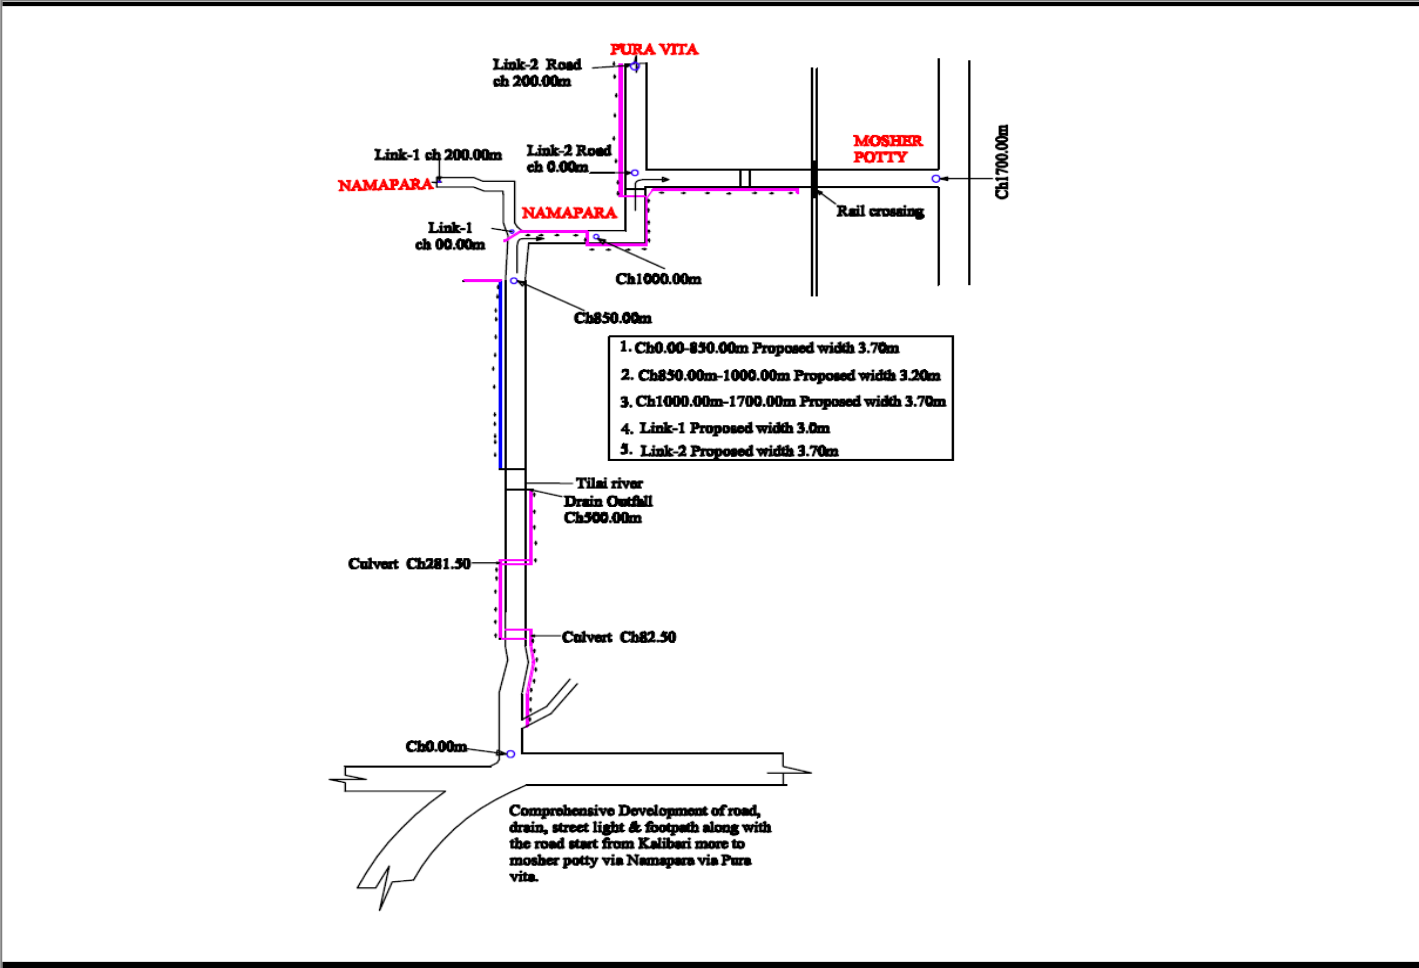 PURA VITA
Link-2 Road
ch 200.00m
MOSHER
POTTY
Ch1700.00m
Link-2 Road
ch 0.00m
Link-1 ch 200.00m
NAMAPARA
NAMAPARA
Rail crossing
Link-1
ch 00.00m
Ch1000.00m
Ch850.00m
1. Ch0.00-850.00m Proposed width 3.70m
2. Ch850.00m-1000.00m Proposed width 3.20m
3. Ch1000.00m-1700.00m Proposed width 3.70m
4. Link-1 Proposed width 3.0m
5. Link-2 Proposed width 3.70m
Tilai river
Drain Outfall
Ch500.00m
Culvert Ch281.50
Culvert Ch82.50
Ch0.00m
Comprehensive Development of road,
drain, street light & footpath along with
the road start from Kalibari more to
mosher potty via Namapara via Pura
vita.